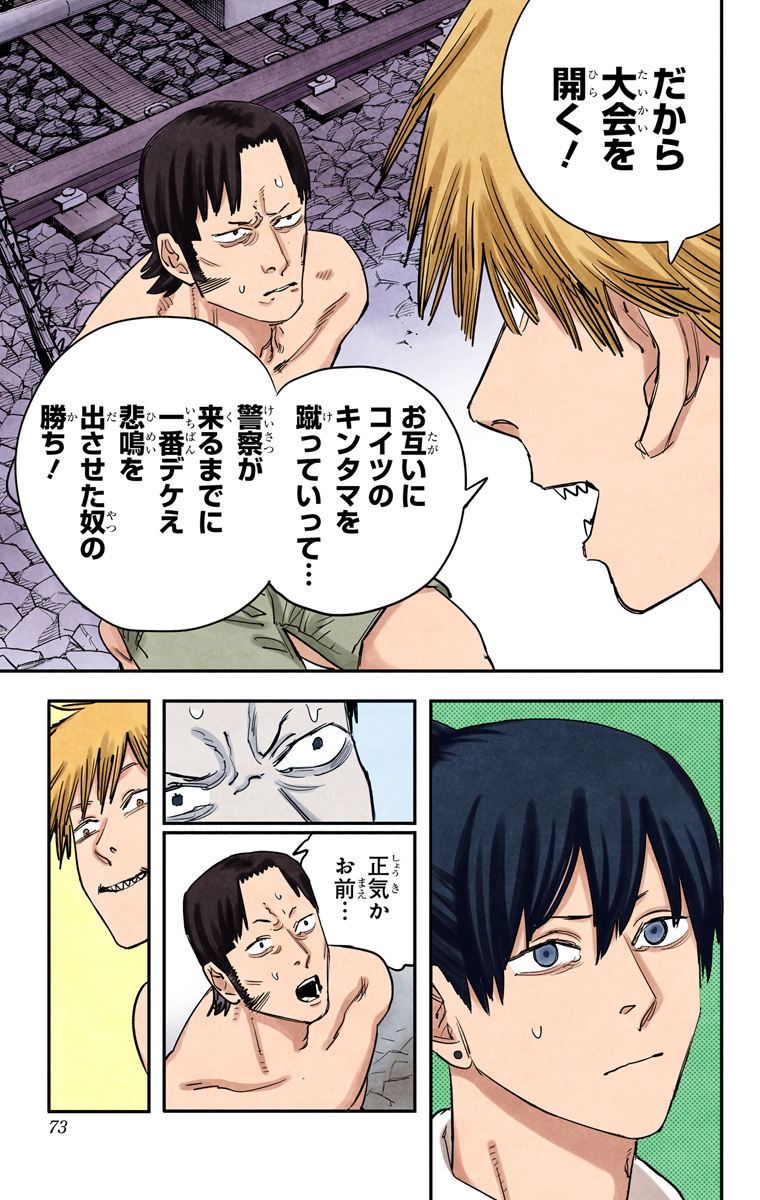 だから
大会を
開く！
お互いに
コイツの
キンタマを
蹴っていって…
警察が
来るまでに
一番デケえ
悲鳴を
出させた奴の
勝ち！
正気か
お前…
73